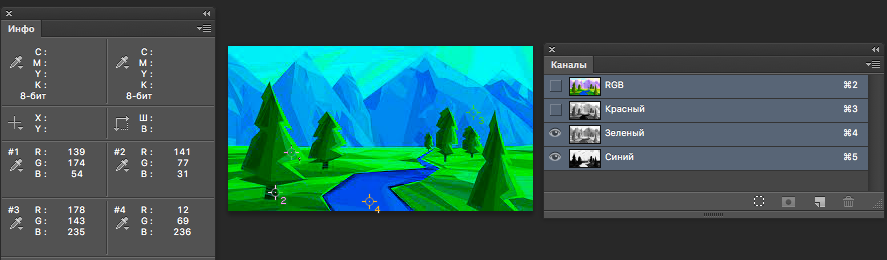 Инфо
C :
M :
Y :
K :
8-бит
C :
M :
Y :
K :
8-бит
X :
Y :
Ш :
В :
#1 R : 139
G : 174
B : 54
#2 R : 141
G : 77
B : 31
#3 R : 178
G : 143
B : 235
#4 R : 12
G : 69
B : 236
2
4
Каналы
RGB ⌘2
Красный ⌘3
Зеленый ⌘4
Синий ⌘5